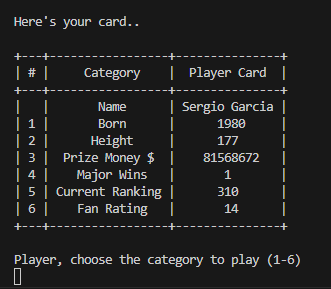 Here's your card..
+---+-----------------+---------------+
| # |     Category    |  Player Card  |
+---+-----------------+---------------+
|   |       Name      | Sergio Garcia |
| 1 |       Born      |      1980     |
| 2 |      Height     |      177      |
| 3 |  Prize Money $  |    81568672   |
| 4 |    Major Wins   |       1       |
| 5 | Current Ranking |      310      |
| 6 |    Fan Rating   |       14      |
+---+-----------------+---------------+
Player, choose the category to play (1-6)